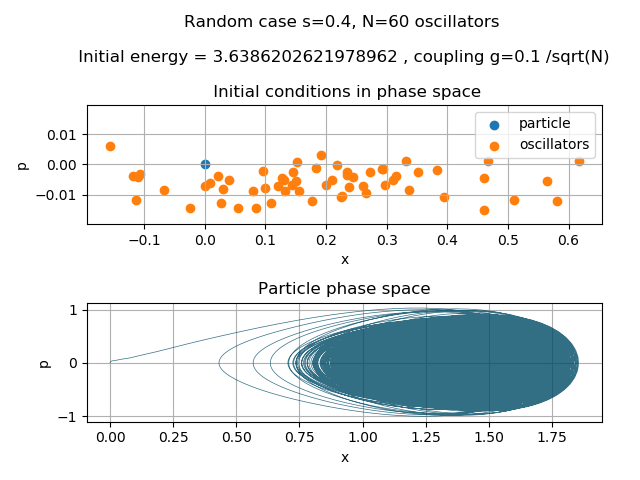 Random case s=0.4, N=60 oscillators
Initial energy = 3.6386202621978962 , coupling g=0.1 /sqrt(N)
Initial conditions in phase space
particle
oscillators
0.01
0.00
−0.01
p
−0.1 0.0 0.1 0.2 0.3 0.4 0.5 0.6
x
Particle phase space
1
0
−1
p
0.00 0.25 0.50 0.75 1.00 1.25 1.50 1.75
x